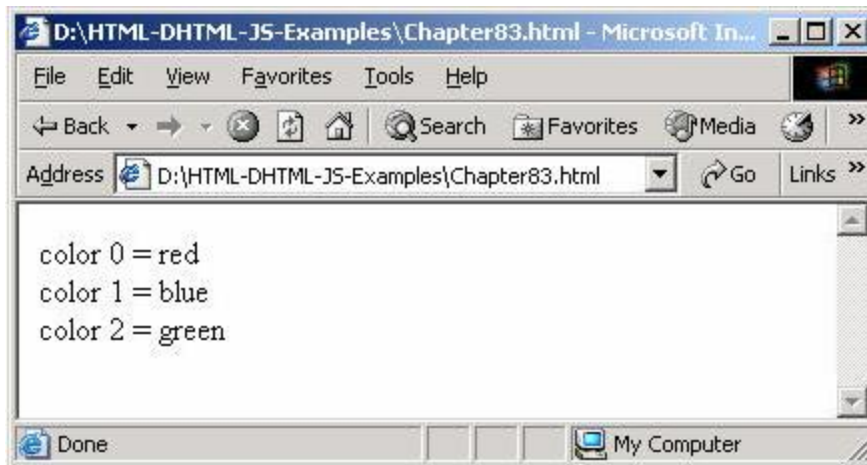 D:\HTML-DHTML-JS-Examples\Chapter83.html - Microsoft In...
File Edit View Favorites Tools Help
Back Search Favorites Media »
Address D:\HTML-DHTML-JS-Examples\Chapter83.html Go Links »
color 0 = red
color 1 = blue
color 2 = green
Done My Computer